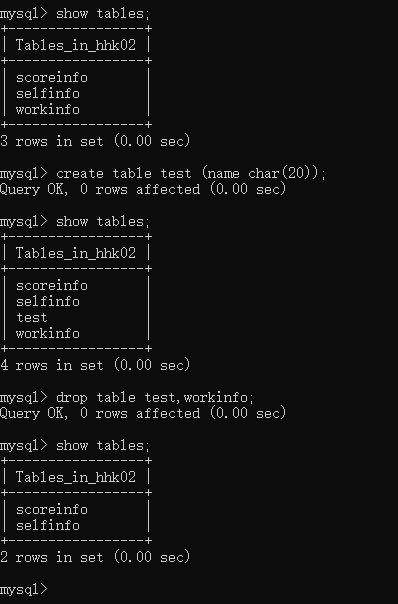 mysql> show tables;
+-----------------+
| Tables_in_hhk02 |
+-----------------+
| scoreinfo       |
| selfinfo        |
| workinfo        |
+-----------------+
3 rows in set (0.00 sec)

mysql> create table test (name char(20));
Query OK, 0 rows affected (0.00 sec)

mysql> show tables;
+-----------------+
| Tables_in_hhk02 |
+-----------------+
| scoreinfo       |
| selfinfo        |
| test            |
| workinfo        |
+-----------------+
4 rows in set (0.00 sec)

mysql> drop table test,workinfo;
Query OK, 0 rows affected (0.00 sec)

mysql> show tables;
+-----------------+
| Tables_in_hhk02 |
+-----------------+
| scoreinfo       |
| selfinfo        |
+-----------------+
2 rows in set (0.00 sec)

mysql>